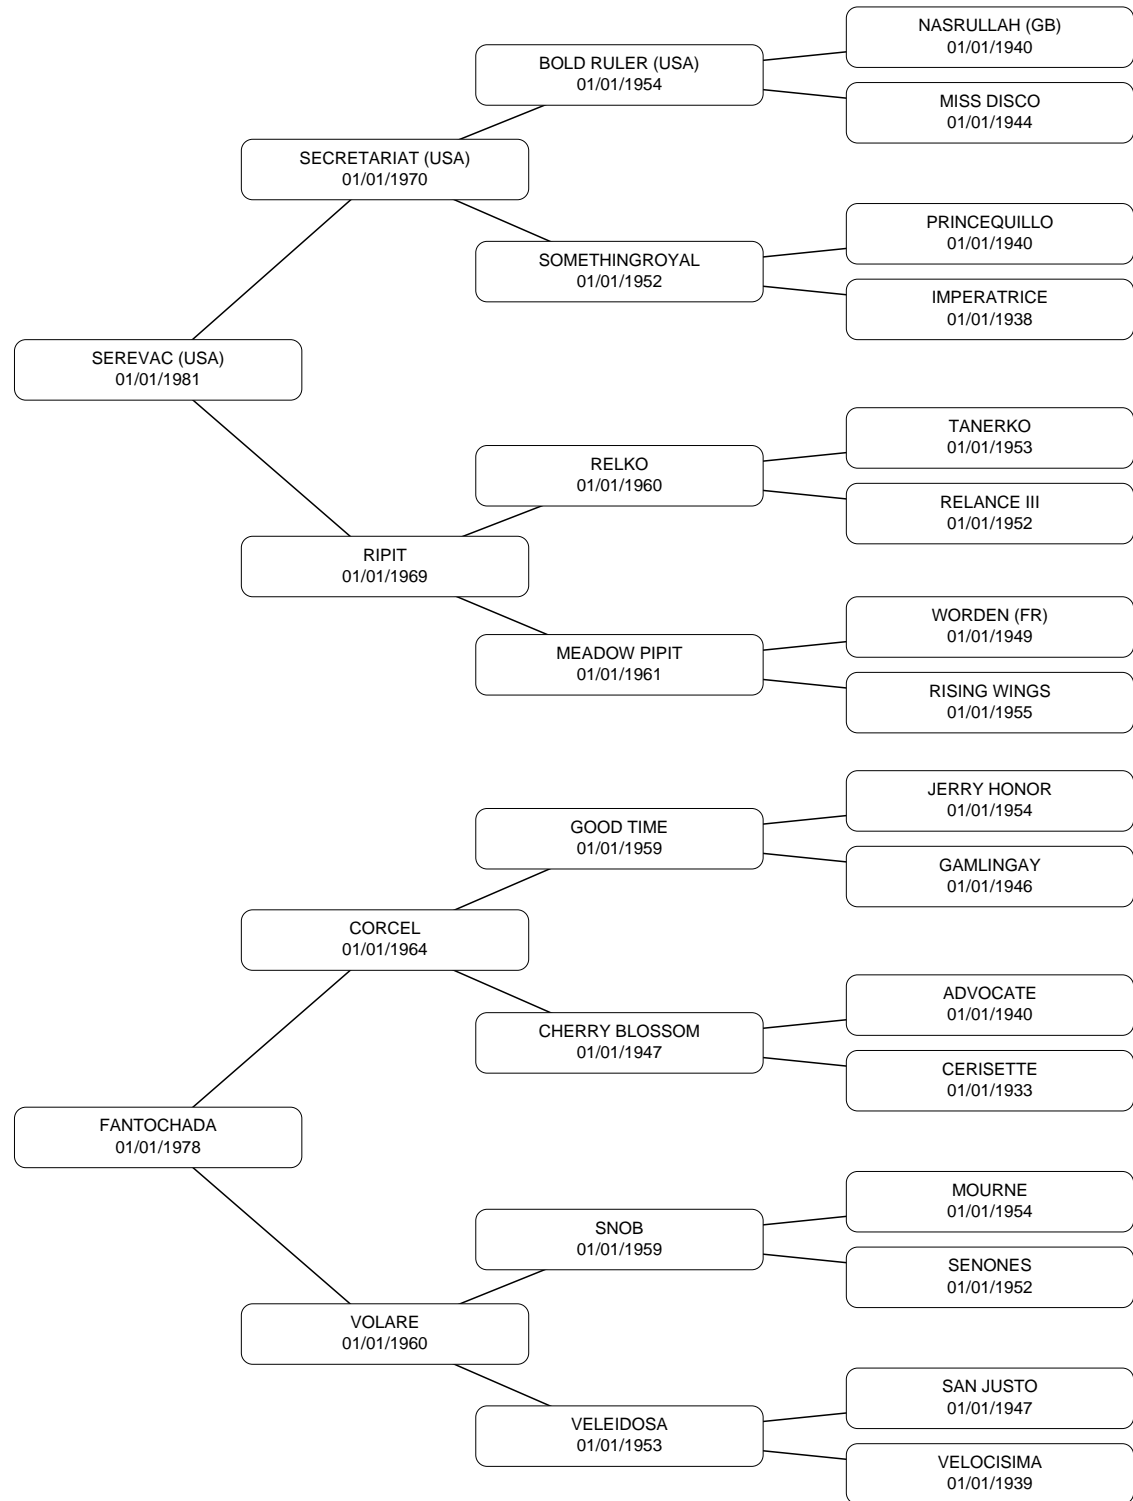 NASRULLAH (GB)
01/01/1940
BOLD RULER (USA)
01/01/1954
MISS DISCO
01/01/1944
SECRETARIAT (USA)
01/01/1970
PRINCEQUILLO
01/01/1940
SOMETHINGROYAL
01/01/1952
IMPERATRICE
01/01/1938
SEREVAC (USA)
01/01/1981
TANERKO
01/01/1953
RELKO
01/01/1960
RELANCE III
01/01/1952
RIPIT
01/01/1969
WORDEN (FR)
01/01/1949
MEADOW PIPIT
01/01/1961
RISING WINGS
01/01/1955
JERRY HONOR
01/01/1954
GOOD TIME
01/01/1959
GAMLINGAY
01/01/1946
CORCEL
01/01/1964
ADVOCATE
01/01/1940
CHERRY BLOSSOM
01/01/1947
CERISETTE
01/01/1933
FANTOCHADA
01/01/1978
MOURNE
01/01/1954
SNOB
01/01/1959
SENONES
01/01/1952
VOLARE
01/01/1960
SAN JUSTO
01/01/1947
VELEIDOSA
01/01/1953
VELOCISIMA
01/01/1939